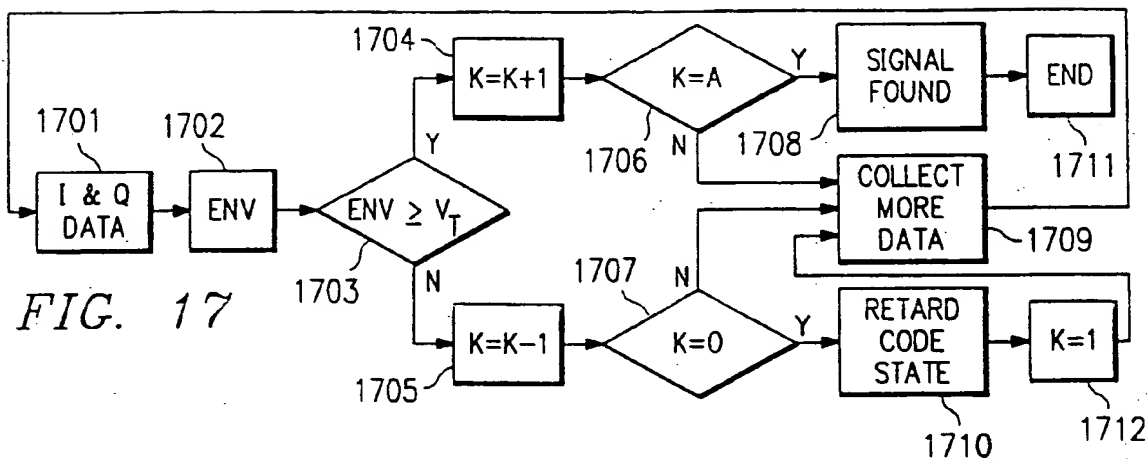 1704
K=K+1
K=A
Y
SIGNAL
FOUND
END
1701
1702
1706
N
1708
1711
Y
I & Q
DATA
ENV
ENV ≥ V_T
COLLECT
MORE
DATA
1709
1703
N
1707
N
FIG. 17
K=K-1
K=0
Y
RETARD
CODE
STATE
K=1
1705
1710
1712